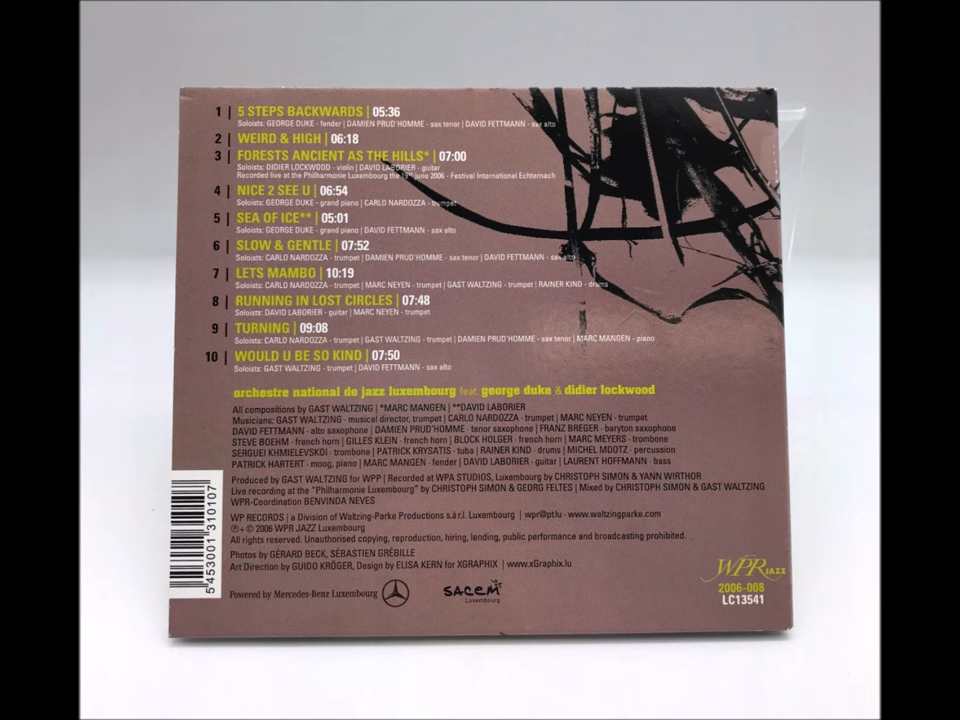 1 | 5 STEPS BACKWARDS | 05:36
Soloists: GEORGE DUKE - fender | DAMIEN PRUD'HOMME - sax tenor | DAVID FETTMANN - sax alto
2 | WEIRD & HIGH | 06:18
3 | FORESTS ANCIENT AS THE HILLS* | 07:00
Soloists: DIDIER LOCKWOOD - violin | DAVID LABORIER - guitar
Recorded live at the Philharmonie Luxembourg the 19th june 2006 - Festival International Echternach
4 | NICE 2 SEE U | 06:54
Soloists: GEORGE DUKE - grand piano | CARLO NARDOZZA - trumpet
5 | SEA OF ICE** | 05:01
Soloists: GEORGE DUKE - grand piano | DAVID FETTMANN - sax alto
6 | SLOW & GENTLE | 07:52
Soloists: CARLO NARDOZZA - trumpet | DAMIEN PRUD'HOMME - sax tenor | DAVID FETTMANN - sax alto
7 | LETS MAMBO | 10:19
Soloists: CARLO NARDOZZA - trumpet | MARC NEYEN - trumpet | GAST WALTZING - trumpet | RAINER KIND - drums
8 | RUNNING IN LOST CIRCLES | 07:48
Soloists: DAVID LABORIER - guitar | MARC NEYEN - trumpet
9 | TURNING | 09:08
Soloists: CARLO NARDOZZA - trumpet | GAST WALTZING - trumpet | DAMIEN PRUD'HOMME - sax tenor | MARC MANGEN - piano
10 | WOULD U BE SO KIND | 07:50
Soloists: GAST WALTZING - trumpet | DAVID FETTMANN - sax alto
orchestre national de jazz luxembourg feat. george duke & didier lockwood
All compositions by GAST WALTZING | *MARC MANGEN | **DAVID LABORIER
Musicians: GAST WALTZING - musical director, trumpet | CARLO NARDOZZA - trumpet | MARC NEYEN - trumpet
DAVID FETTMANN - alto saxophone | DAMIEN PRUD'HOMME - tenor saxophone | FRANZ BREGER - baryton saxophone
STEVE BOEHM - french horn | GILLES KLEIN - french horn | BLOCK HOLGER - french horn | MARC MEYERS - trombone
SERGUEI KHMIELEVSKOI - trombone | PATRICK KRYSATIS - tuba | RAINER KIND - drums | MICHEL MOOTZ - percussion
PATRICK HARTERT - moog, piano | MARC MANGEN - fender | DAVID LABORIER - guitar | LAURENT HOFFMANN - bass
Produced by GAST WALTZING for WPP | Recorded at WPA STUDIOS, Luxembourg by CHRISTOPH SIMON & YANN WIRTHOR
Live recording at the "Philharmonie Luxembourg" by CHRISTOPH SIMON & GEORG FELTES | Mixed by CHRISTOPH SIMON & GAST WALTZING
WPR-Coordination BENVINDA NEVES
WP RECORDS | a Division of Waltzing-Parke Productions s.à r.l. Luxembourg | wpr@pt.lu - www.waltzingparke.com
℗+© 2006 WPR JAZZ Luxembourg
All rights reserved. Unauthorised copying, reproduction, hiring, lending, public performance and broadcasting prohibited.
Photos by GÉRARD BECK, SÉBASTIEN GRÉBILLE
Art Direction by GUIDO KRÖGER, Design by ELISA KERN for XGRAPHIX | www.xGraphix.lu
Powered by Mercedes-Benz Luxembourg
sacem
Luxembourg
WPR JAZZ
2006-008
LC13541
5 453001 310107